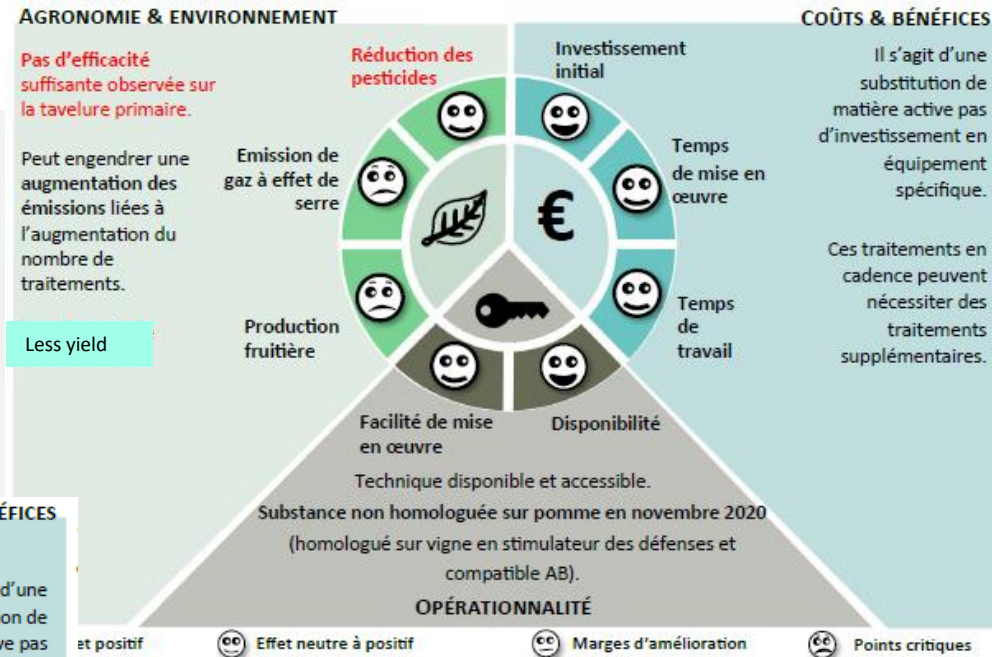 AGRONOMIE & ENVIRONNEMENT
Pas d'efficacité
suffisante observée sur
la tavelure primaire.
Peut engendrer une
augmentation des
émissions liées à
l'augmentation du
nombre de
traitements.
Less yield
Réduction des
pesticides
Emission de
gaz à effet de
serre
Production
fruitière
Investissement
initial
Temps
de mise en
œuvre
Temps
de
travail
€
COÛTS & BÉNÉFICES
Il s'agit d'une
substitution de
matière active pas
d'investissement en
équipement
spécifique.
Ces traitements en
cadence peuvent
nécessiter des
traitements
supplémentaires.
Facilité de mise
en œuvre
Disponibilité
Technique disponible et accessible.
Substance non homologuée sur pomme en novembre 2020
(homologué sur vigne en stimulateur des défenses et
compatible AB).
OPÉRATIONNALITÉ
ÉFICES
d'une
on de
ve pas
et positif
Effet neutre à positif
Marges d'amélioration
Points critiques